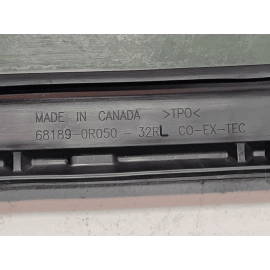 MADE IN CANADA >TPO<
68189-0R050 - 32RL CO-EX-TEC